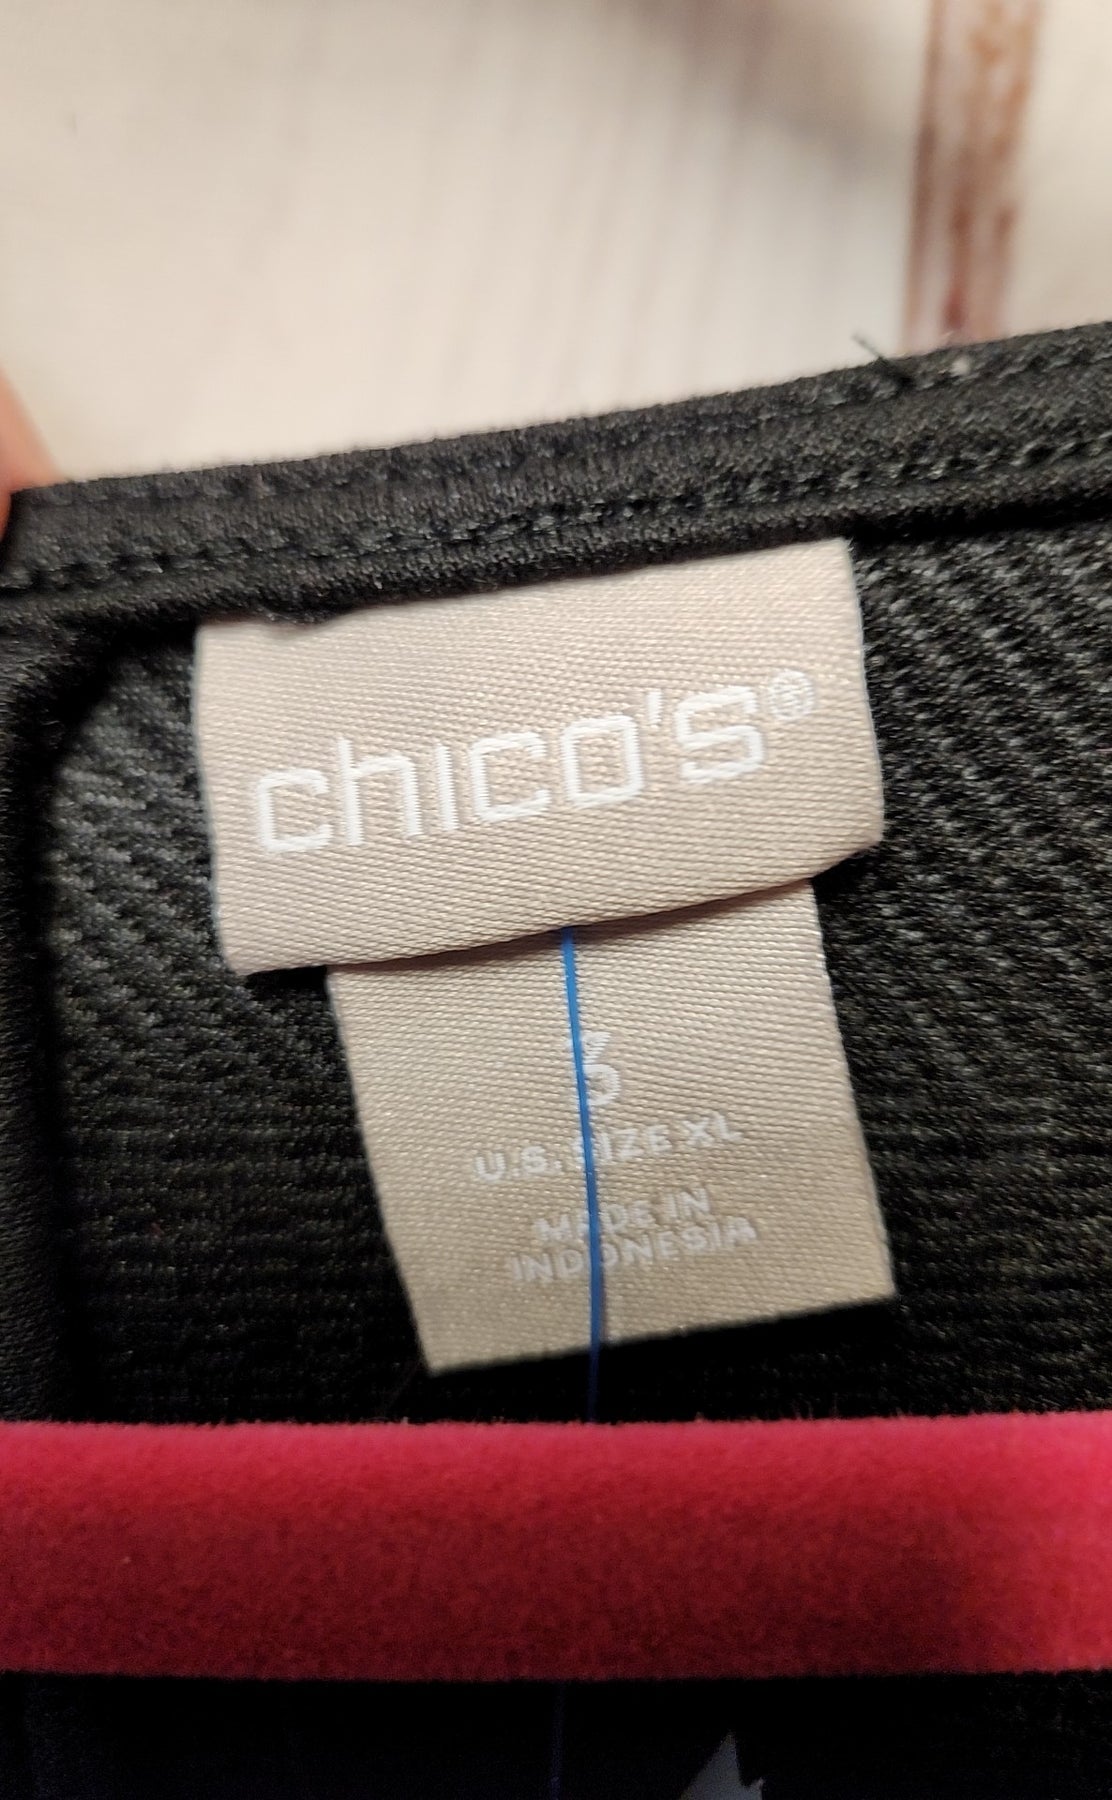 chico's®
3
U.S. SIZE XL
MADE IN
INDONESIA